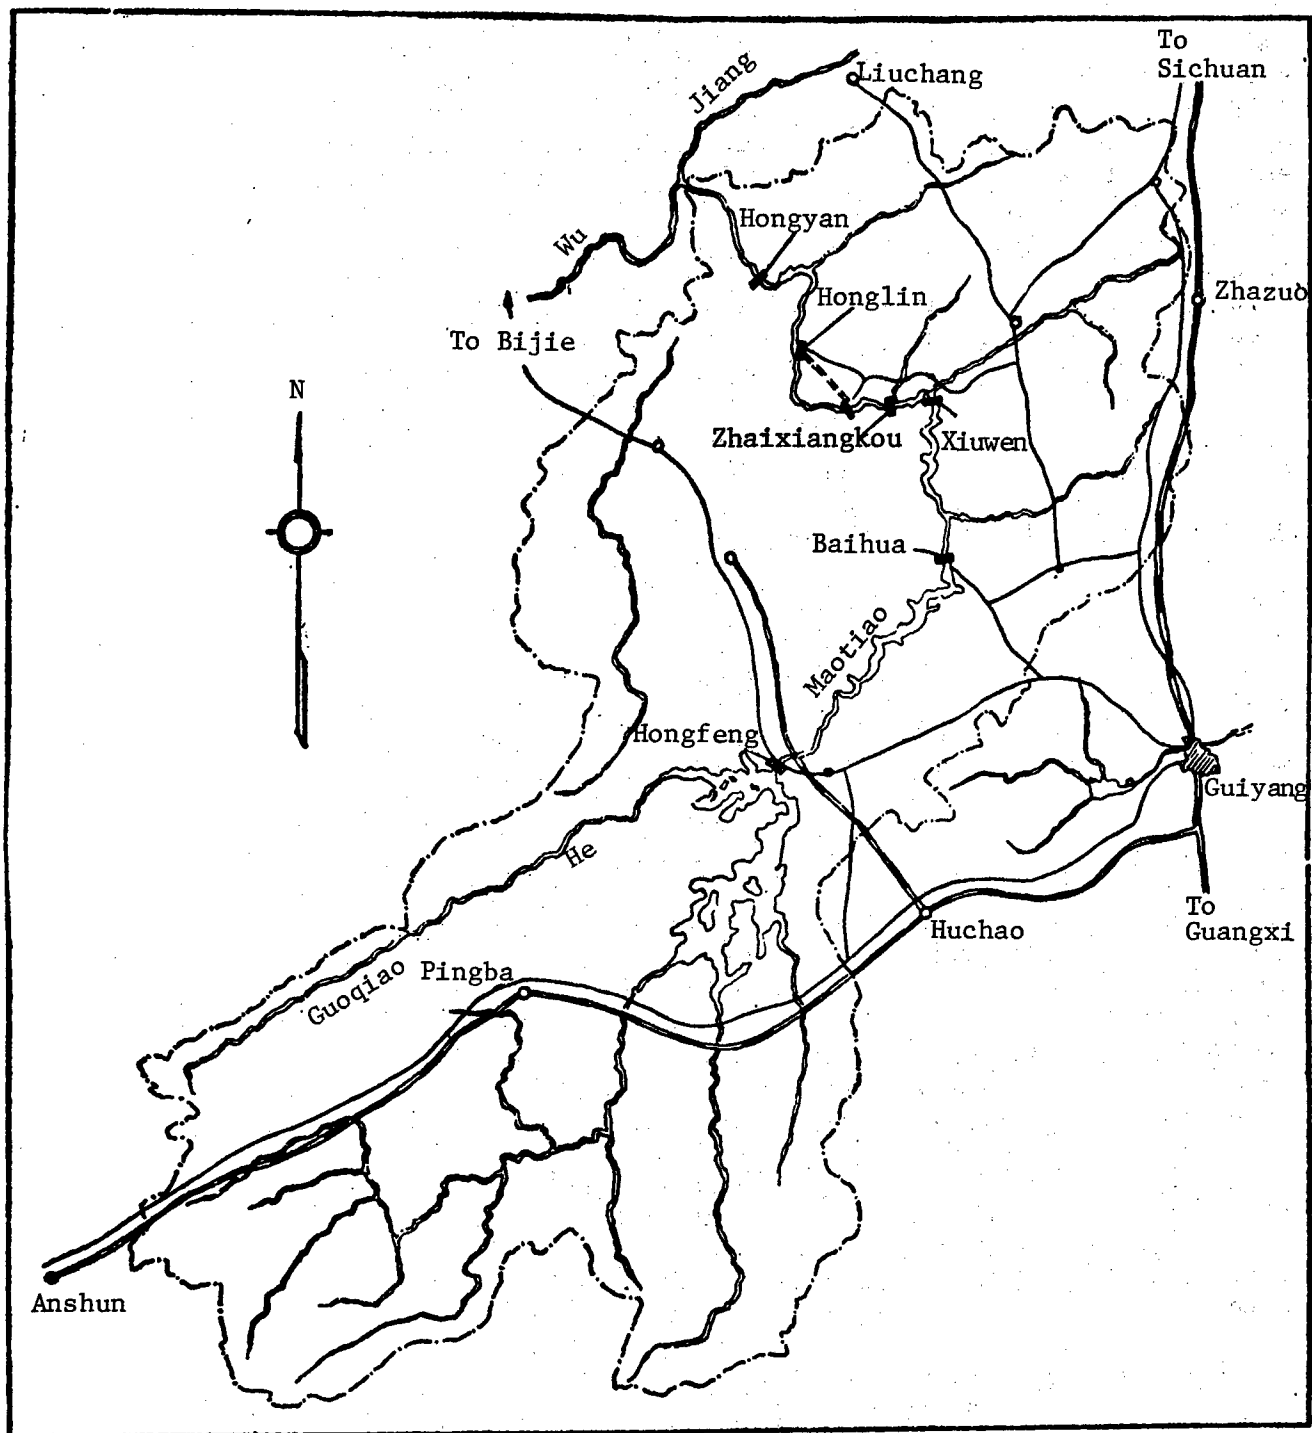 To
Sichuan
Liuchang
Jiang
Hongyan
Wu
Honglin
Zhazuo
To Bijie
N
Zhaixiangkou
Xiuwen
Baihua
Maotiao
Hongfeng
Guiyang
He
To
Guangxi
Huchao
Pingba
Guoqiao
Anshun